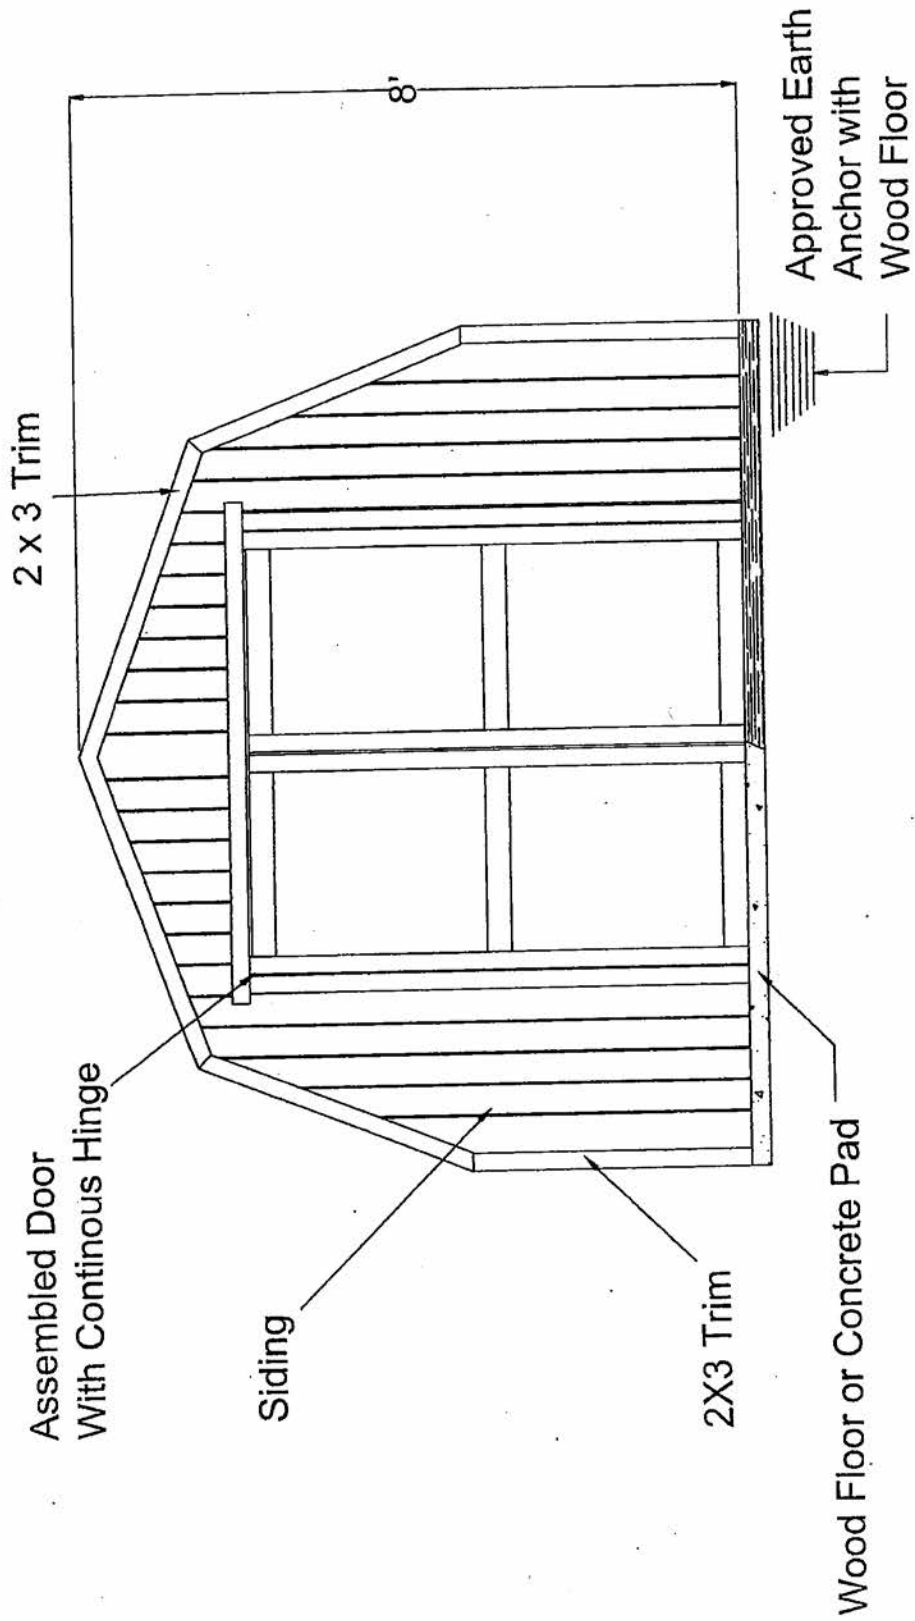 2 x 3 Trim
Assembled Door
With Continous Hinge
8'
Siding
2X3 Trim
Approved Earth
Anchor with
Wood Floor
Wood Floor or Concrete Pad